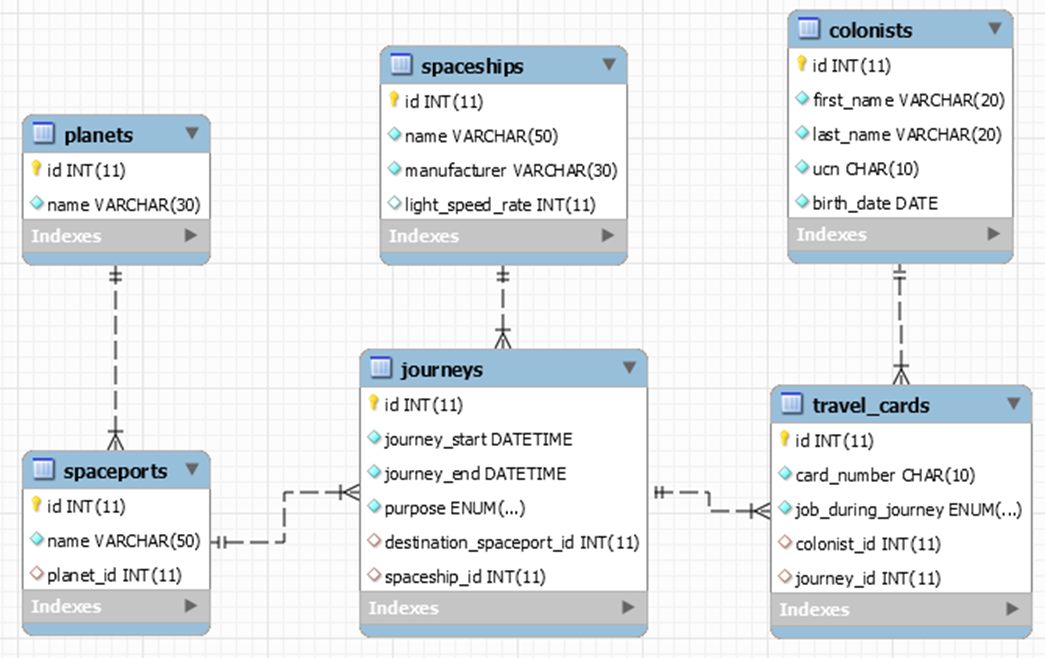 planets
id INT(11)
name VARCHAR(30)
Indexes
spaceships
id INT(11)
name VARCHAR(50)
manufacturer VARCHAR(30)
light_speed_rate INT(11)
Indexes
colonists
id INT(11)
first_name VARCHAR(20)
last_name VARCHAR(20)
ucn CHAR(10)
birth_date DATE
Indexes
spaceports
id INT(11)
name VARCHAR(50)
planet_id INT(11)
Indexes
journeys
id INT(11)
journey_start DATETIME
journey_end DATETIME
purpose ENUM(...)
destination_spaceport_id INT(11)
spaceship_id INT(11)
Indexes
travel_cards
id INT(11)
card_number CHAR(10)
job_during_journey ENUM(...)
colonist_id INT(11)
journey_id INT(11)
Indexes